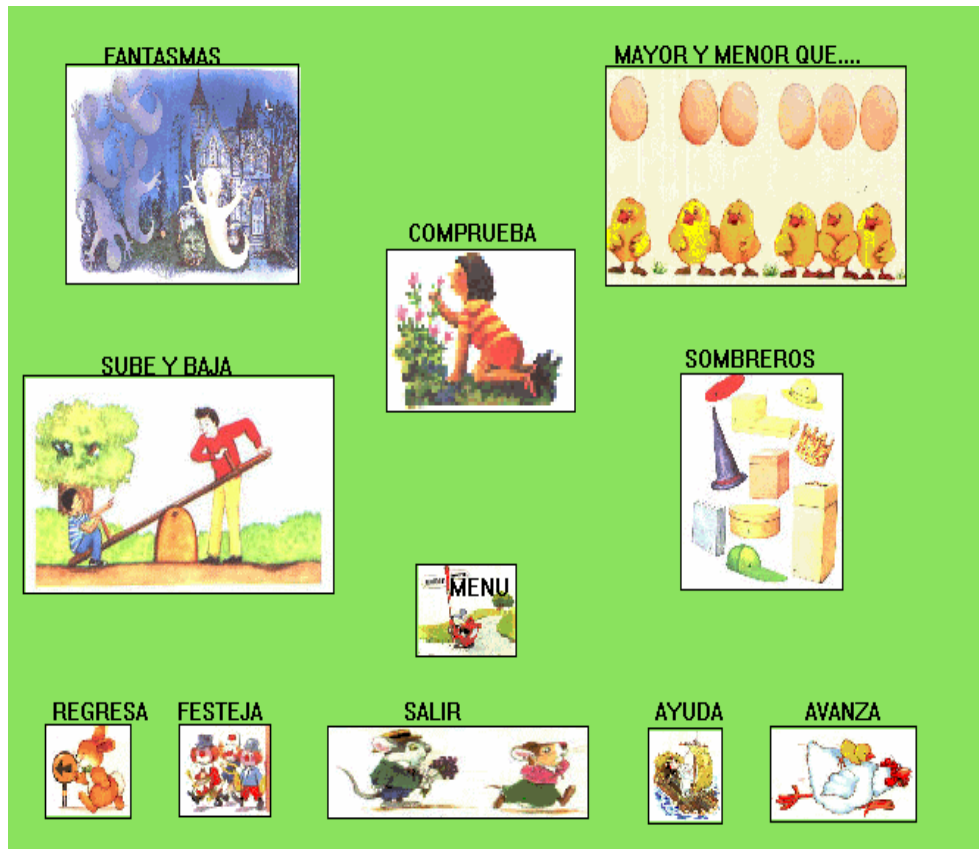 FANTASMAS
MAYOR Y MENOR QUE....
COMPRUEBA
SUBE Y BAJA
SOMBREROS
MENU
REGRESA
FESTEJA
SALIR
AYUDA
AVANZA